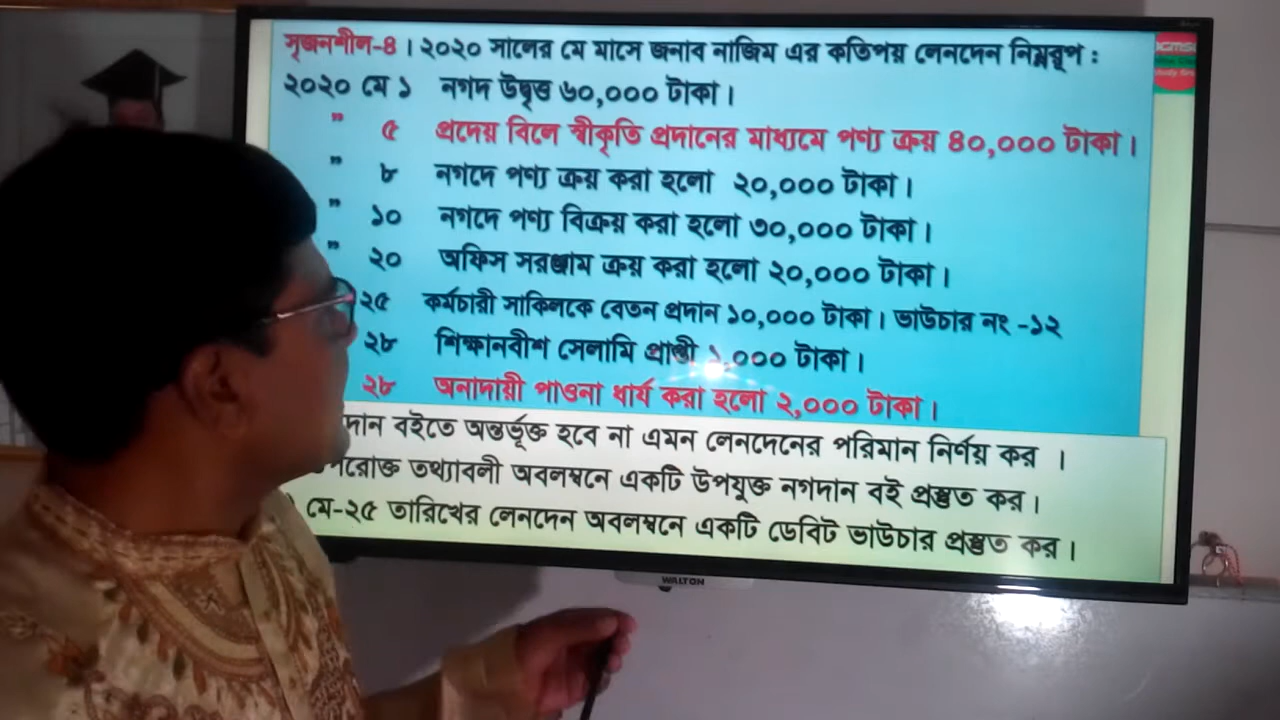 সৃজনশীল-৪। ২০২০ সালের মে মাসে জনাব নাজিম এর কতিপয় লেনদেন নিম্নরূপ :
২০২০ মে ১ নগদ উদ্বৃত্ত ৬০,০০০ টাকা।
" ৫ প্রদেয় বিলে স্বীকৃতি প্রদানের মাধ্যমে পণ্য ক্রয় ৪০,০০০ টাকা।
" ৮ নগদে পণ্য ক্রয় করা হলো ২০,০০০ টাকা।
" ১০ নগদে পণ্য বিক্রয় করা হলো ৩০,০০০ টাকা।
" ২০ অফিস সরঞ্জাম ক্রয় করা হলো ২০,০০০ টাকা।
২৫ কর্মচারী সাকিলকে বেতন প্রদান ১০,০০০ টাকা। ভাউচার নং -১২
২৮ শিক্ষানবীশ সেলামি প্রাপ্তী ১,০০০ টাকা।
২৮ অনাদায়ী পাওনা ধার্য করা হলো ২,০০০ টাকা।
দান বইতে অন্তর্ভূক্ত হবে না এমন লেনদেনের পরিমান নির্ণয় কর ।
পরোক্ত তথ্যাবলী অবলম্বনে একটি উপযুক্ত নগদান বই প্রস্তুত কর।
) মে-২৫ তারিখের লেনদেন অবলম্বনে একটি ডেবিট ভাউচার প্রস্তুত কর।
WALTON